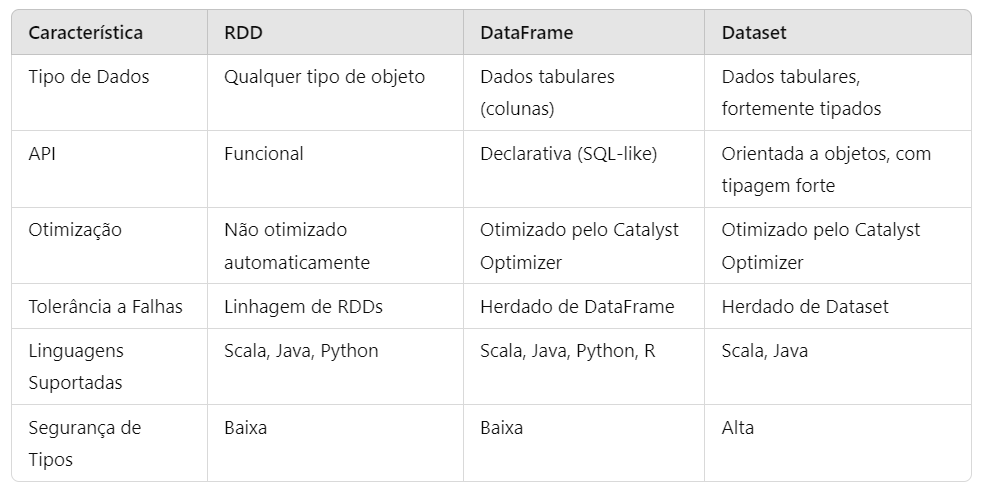 Característica RDD DataFrame Dataset
Tipo de Dados Qualquer tipo de objeto Dados tabulares Dados tabulares,
(colunas) fortemente tipados
API Funcional Declarativa (SQL-like) Orientada a objetos, com
tipagem forte
Otimização Não otimizado Otimizado pelo Catalyst Otimizado pelo Catalyst
automaticamente Optimizer Optimizer
Tolerância a Falhas Linhagem de RDDs Herdado de DataFrame Herdado de Dataset
Linguagens Scala, Java, Python Scala, Java, Python, R Scala, Java
Suportadas
Segurança de Baixa Baixa Alta
Tipos